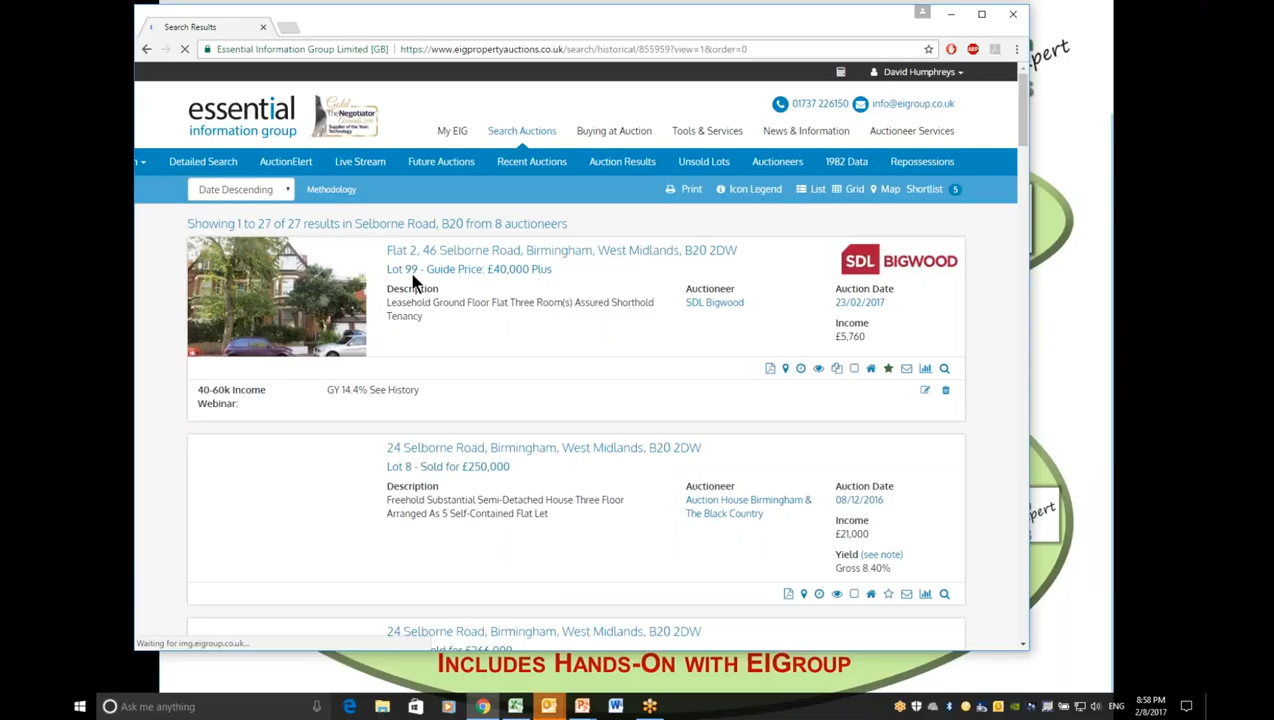 pert
s
Search Results
Essential Information Group Limited [GB] https://www.eigpropertyauctions.co.uk/search/historical/855959?view=1&order=0
ABP
David Humphreys
essential
information group
Gold
The Negotiator
01737 226150 info@eigroup.co.uk
My EIG Search Auctions Buying at Auction Tools & Services News & Information Auctioneer Services
Detailed Search AuctionElert Live Stream Future Auctions Recent Auctions Auction Results Unsold Lots Auctioneers 1982 Data Repossessions
Date Descending Methodology Print Icon Legend List Grid Map Shortlist 5
Showing 1 to 27 of 27 results in Selborne Road, B20 from 8 auctioneers
Flat 2, 46 Selborne Road, Birmingham, West Midlands, B20 2DW
Lot 99 - Guide Price: £40,000 Plus
SDL BIGWOOD
Description Auctioneer Auction Date
Leasehold Ground Floor Flat Three Room(s) Assured Shorthold SDL Bigwood 23/02/2017
Tenancy
Income
£5,760
40-60k Income GY 14.4% See History
Webinar:
24 Selborne Road, Birmingham, West Midlands, B20 2DW
Lot 8 - Sold for £250,000
Description Auctioneer Auction Date
Freehold Substantial Semi-Detached House Three Floor Auction House Birmingham & 08/12/2016
Arranged As 5 Self-Contained Flat Let The Black Country
Income
£21,000
Yield (see note)
Gross 8.40%
24 Selborne Road, Birmingham, West Midlands, B20 2DW
Waiting for img.eigroup.co.uk...
pert
INCLUDES HANDS-ON WITH EIGROUP
Ask me anything
ENG
8:58 PM
2/8/2017